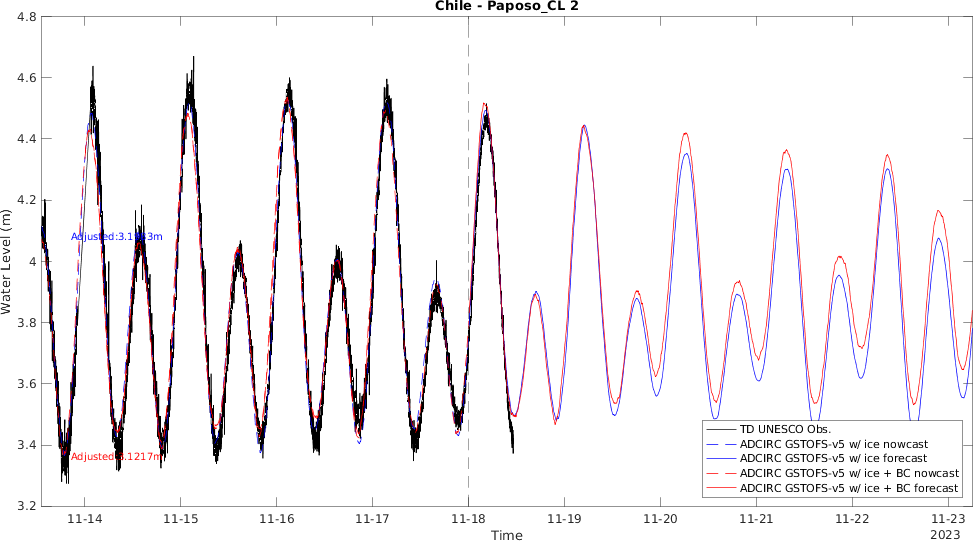 Chile - Paposo_CL 2
4.8
4.6
4.4
4.2
4
3.8
3.6
3.4
3.2
Water Level (m)
Adjusted:3.1217m
TD UNESCO Obs.
ADCIRC GSTOFS-v5 w/ ice nowcast
ADCIRC GSTOFS-v5 w/ ice forecast
ADCIRC GSTOFS-v5 w/ ice + BC nowcast
ADCIRC GSTOFS-v5 w/ ice + BC forecast
11-14
11-15
11-16
11-17
11-18
11-19
11-20
11-21
11-22
11-23
2023
Time